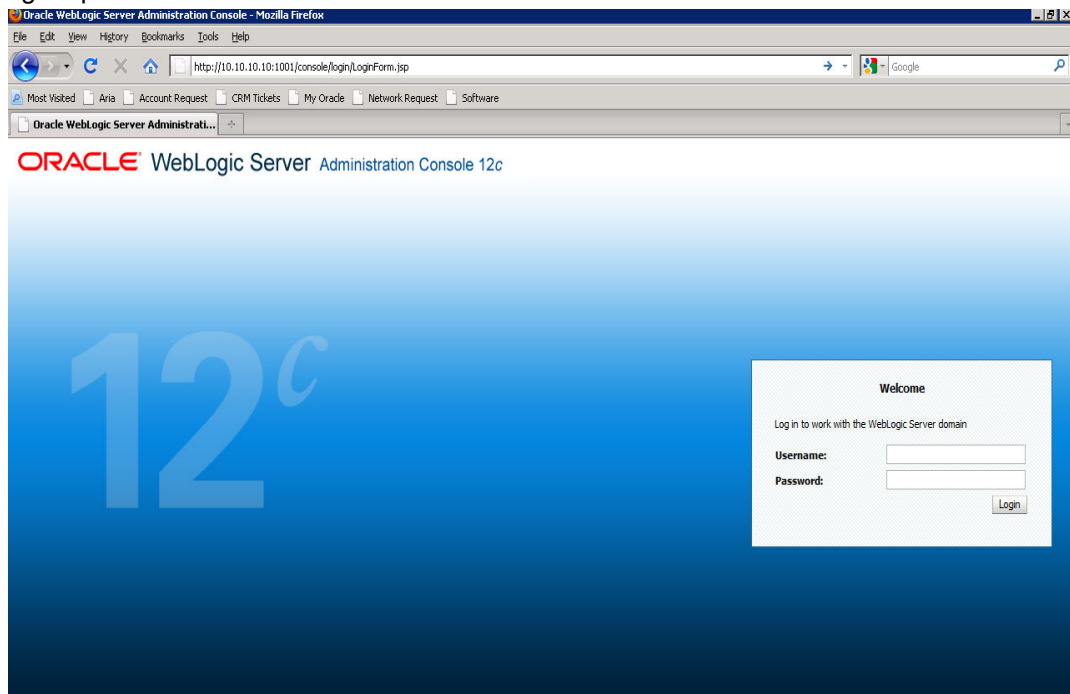 Oracle WebLogic Server Administration Console - Mozilla Firefox
File Edit View History Bookmarks Tools Help
http://10.10.10.10:1001/console/login/LoginForm.jsp Google
Most Visited Aria Account Request CRM Tickets My Oracle Network Request Software
Oracle WebLogic Server Administrati...
ORACLE WebLogic Server Administration Console 12c
12c
Welcome
Log in to work with the WebLogic Server domain
Username:
Password:
Login